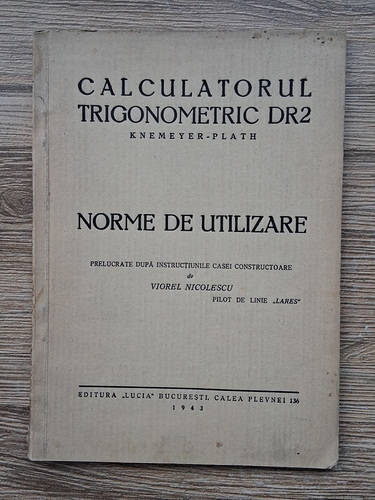 CALCULATORUL
TRIGONOMETRIC DR2
KNEMEYER-PLATH
NORME DE UTILIZARE
PRELUCRATE DUPĂ INSTRUCȚIUNILE CASEI CONSTRUCTOARE
de
VIOREL NICOLESCU
PILOT DE LINIE „LARES"
EDITURA „LUCIA" BUCUREȘTI, CALEA PLEVNEI 136
1943